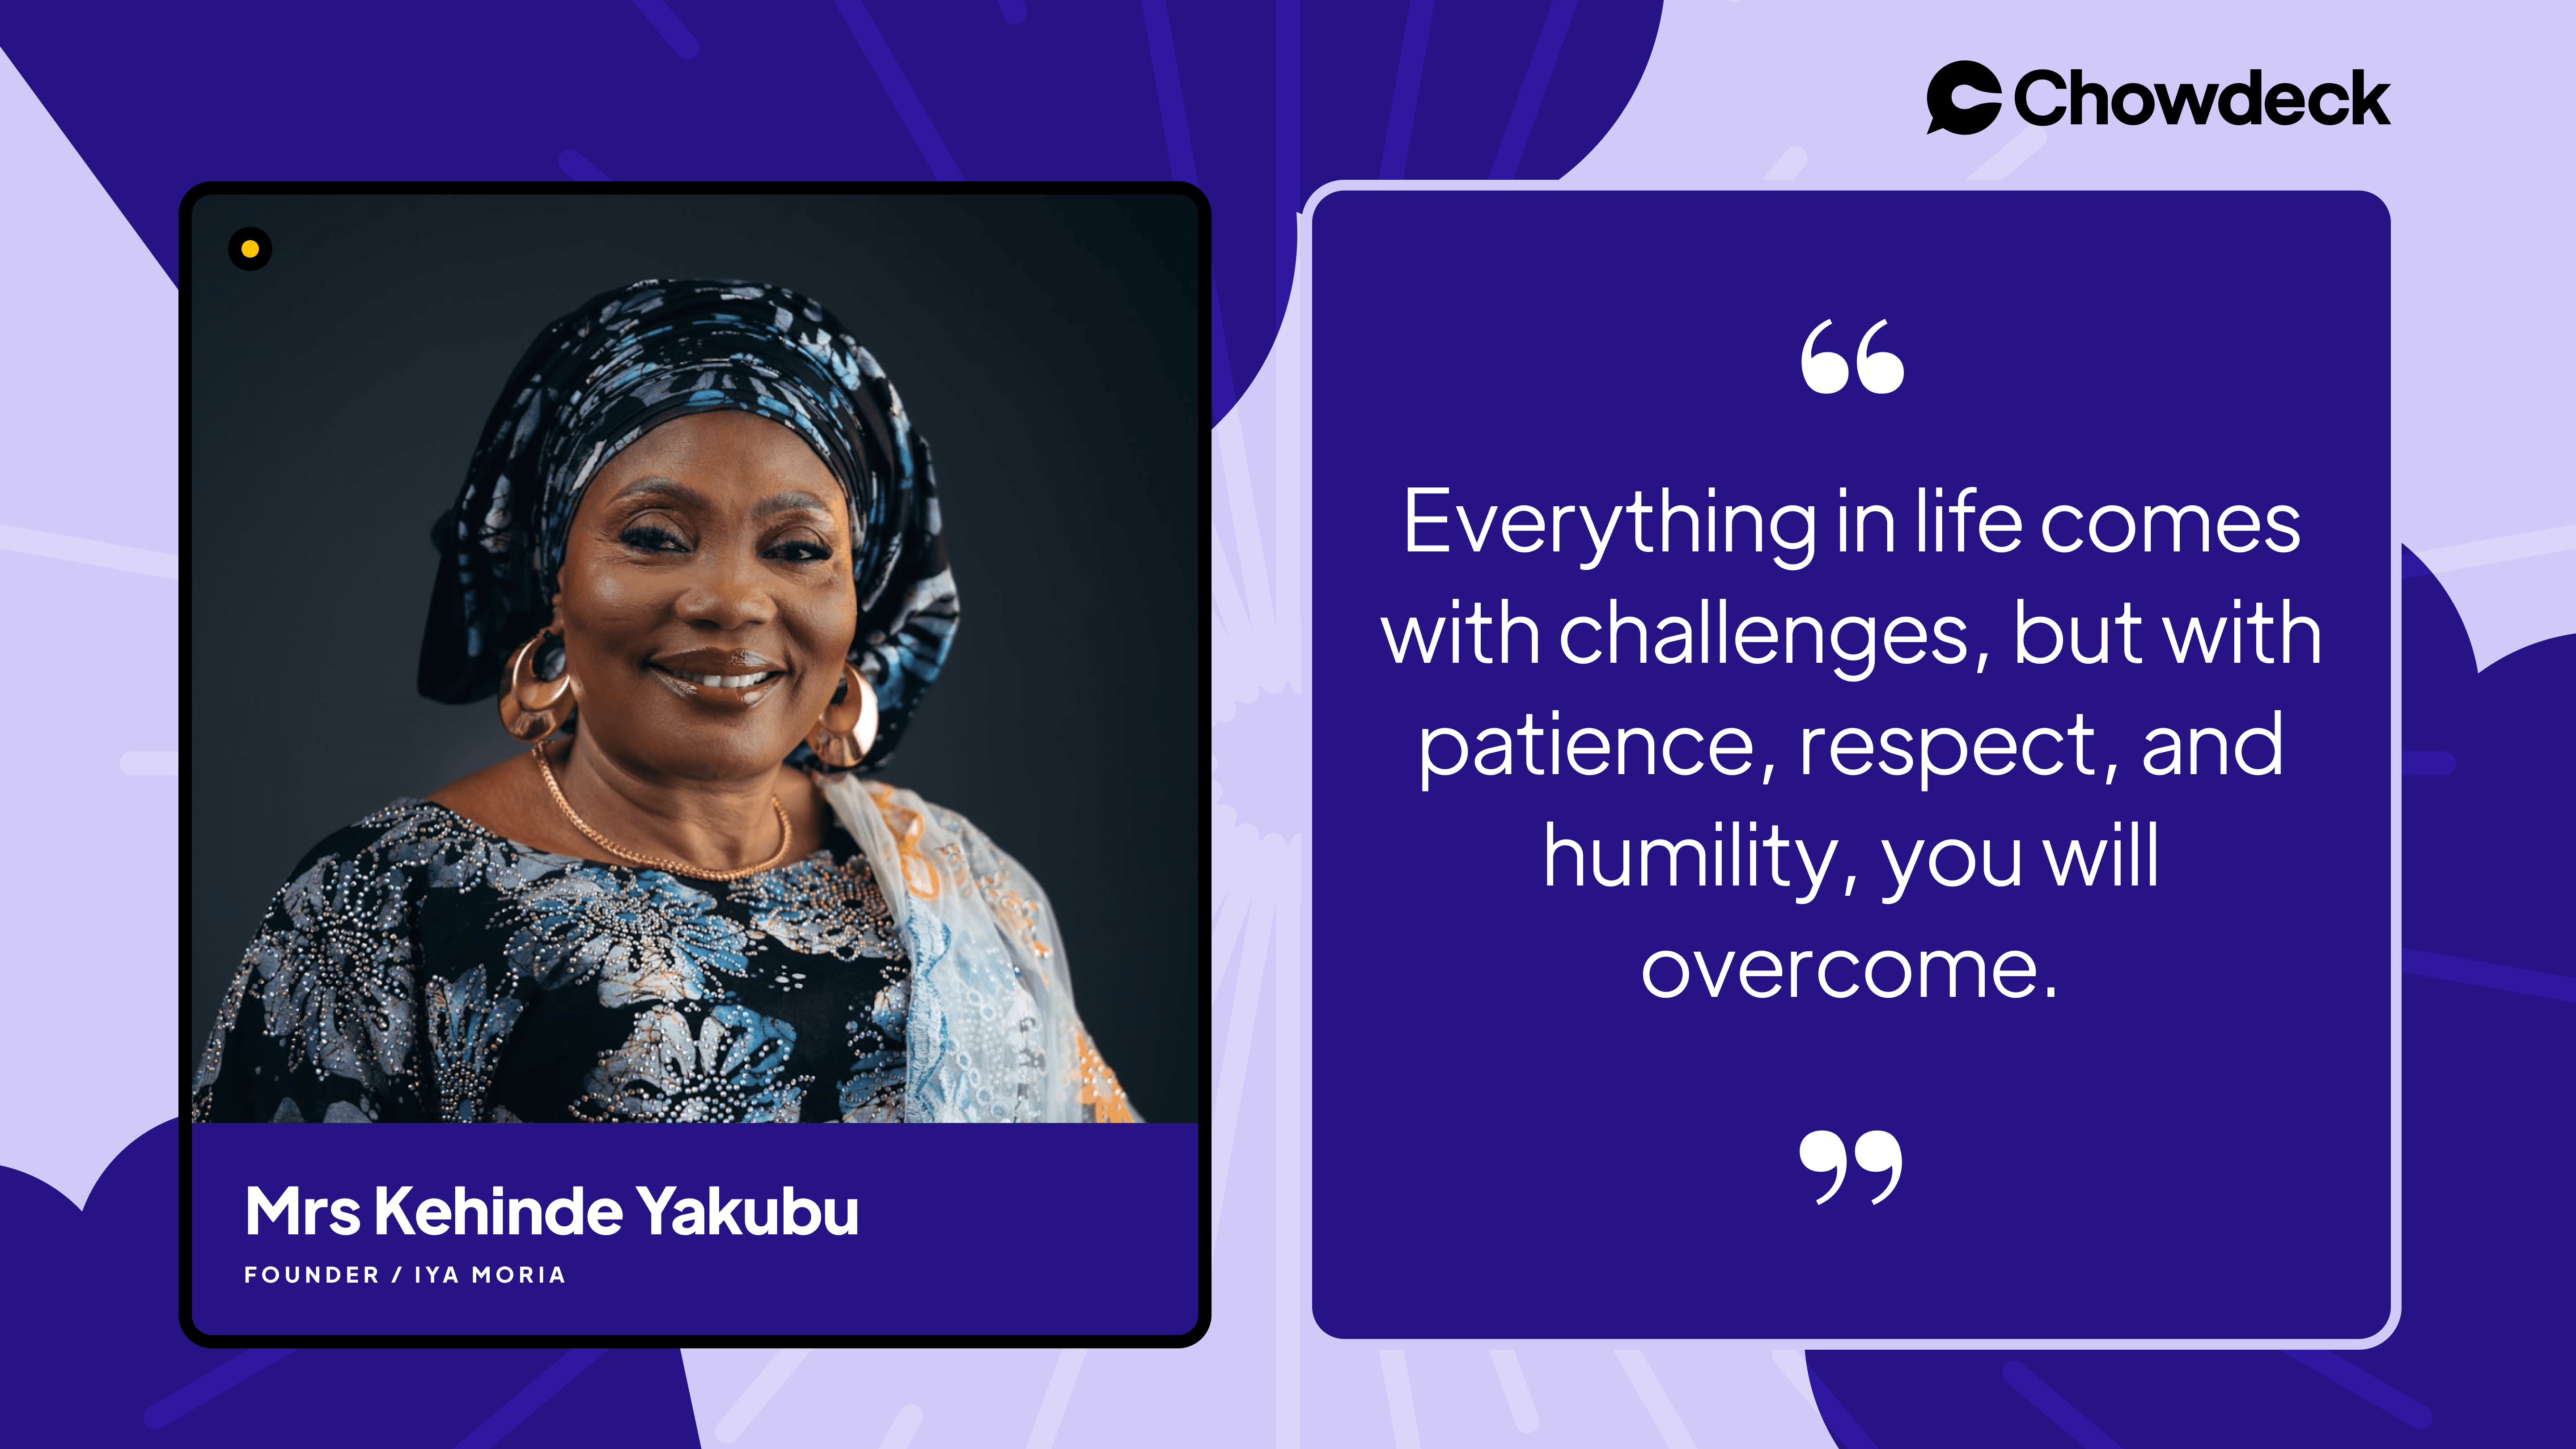 Chowdeck
“
Everything in life comes
with challenges, but with
patience, respect, and
humility, you will
overcome.
”
Mrs Kehinde Yakubu
FOUNDER / IYA MORIA